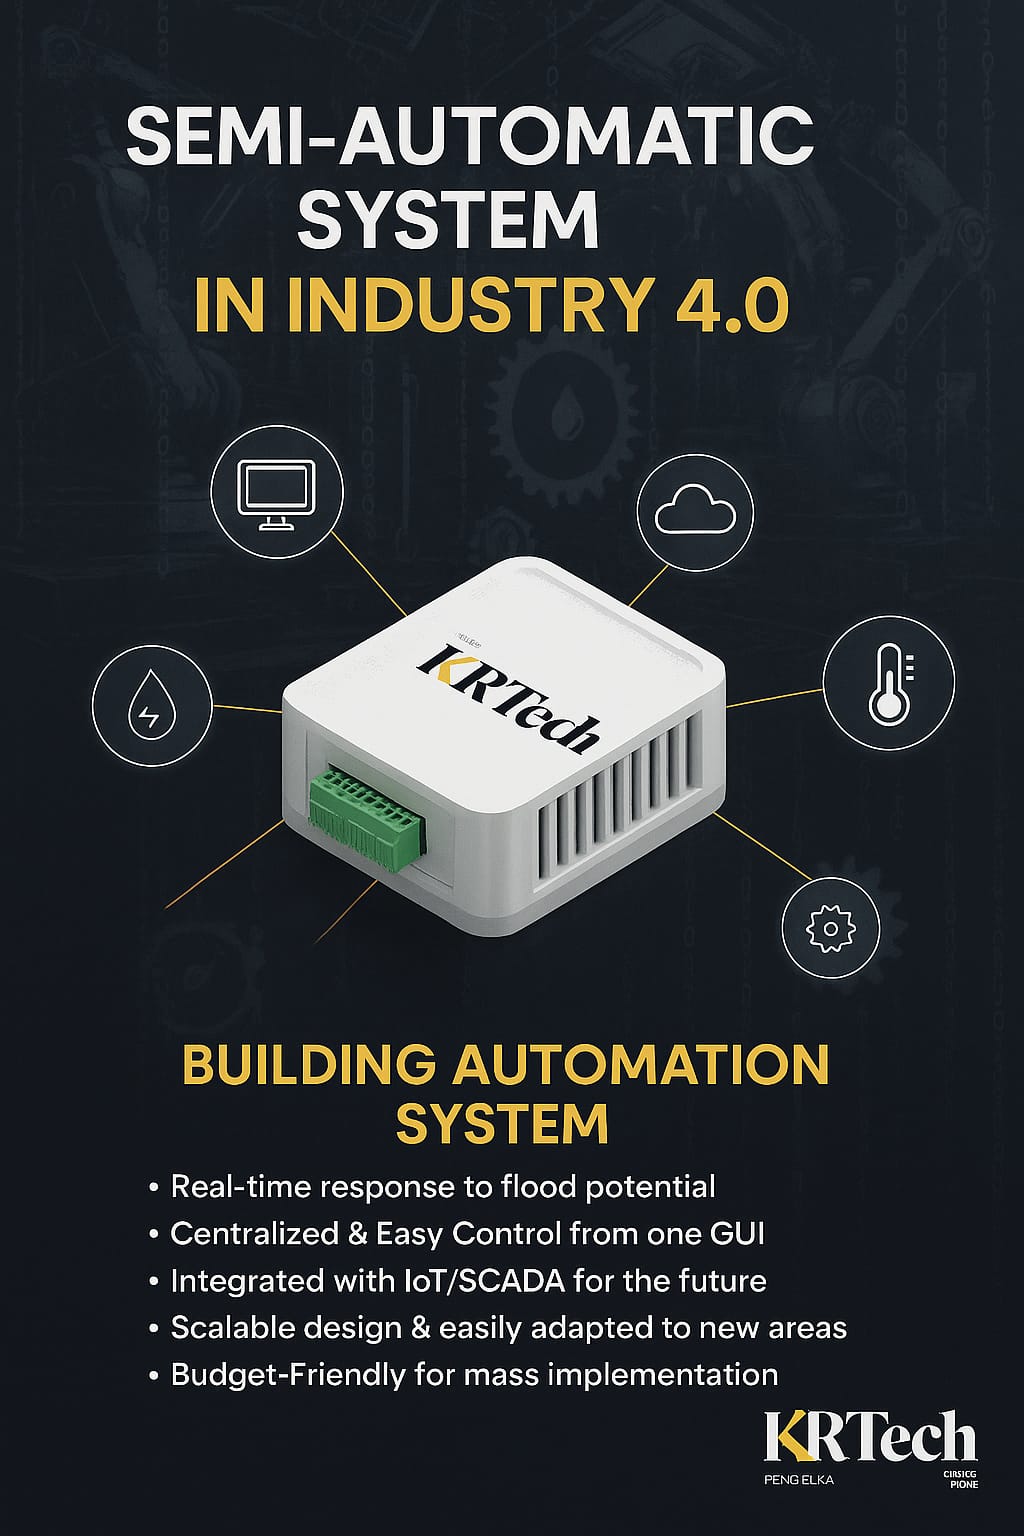 SEMI-AUTOMATIC
SYSTEM
IN INDUSTRY 4.0
KRTech
BUILDING AUTOMATION
SYSTEM
• Real-time response to flood potential
• Centralized & Easy Control from one GUI
• Integrated with IoT/SCADA for the future
• Scalable design & easily adapted to new areas
• Budget-Friendly for mass implementation
KRTech
PENG ELKA
PIONE